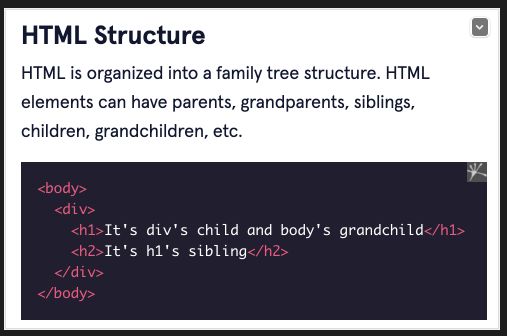 HTML Structure
HTML is organized into a family tree structure. HTML
elements can have parents, grandparents, siblings,
children, grandchildren, etc.
<body>
  <div>
    <h1>It's div's child and body's grandchild</h1>
    <h2>It's h1's sibling</h2>
  </div>
</body>